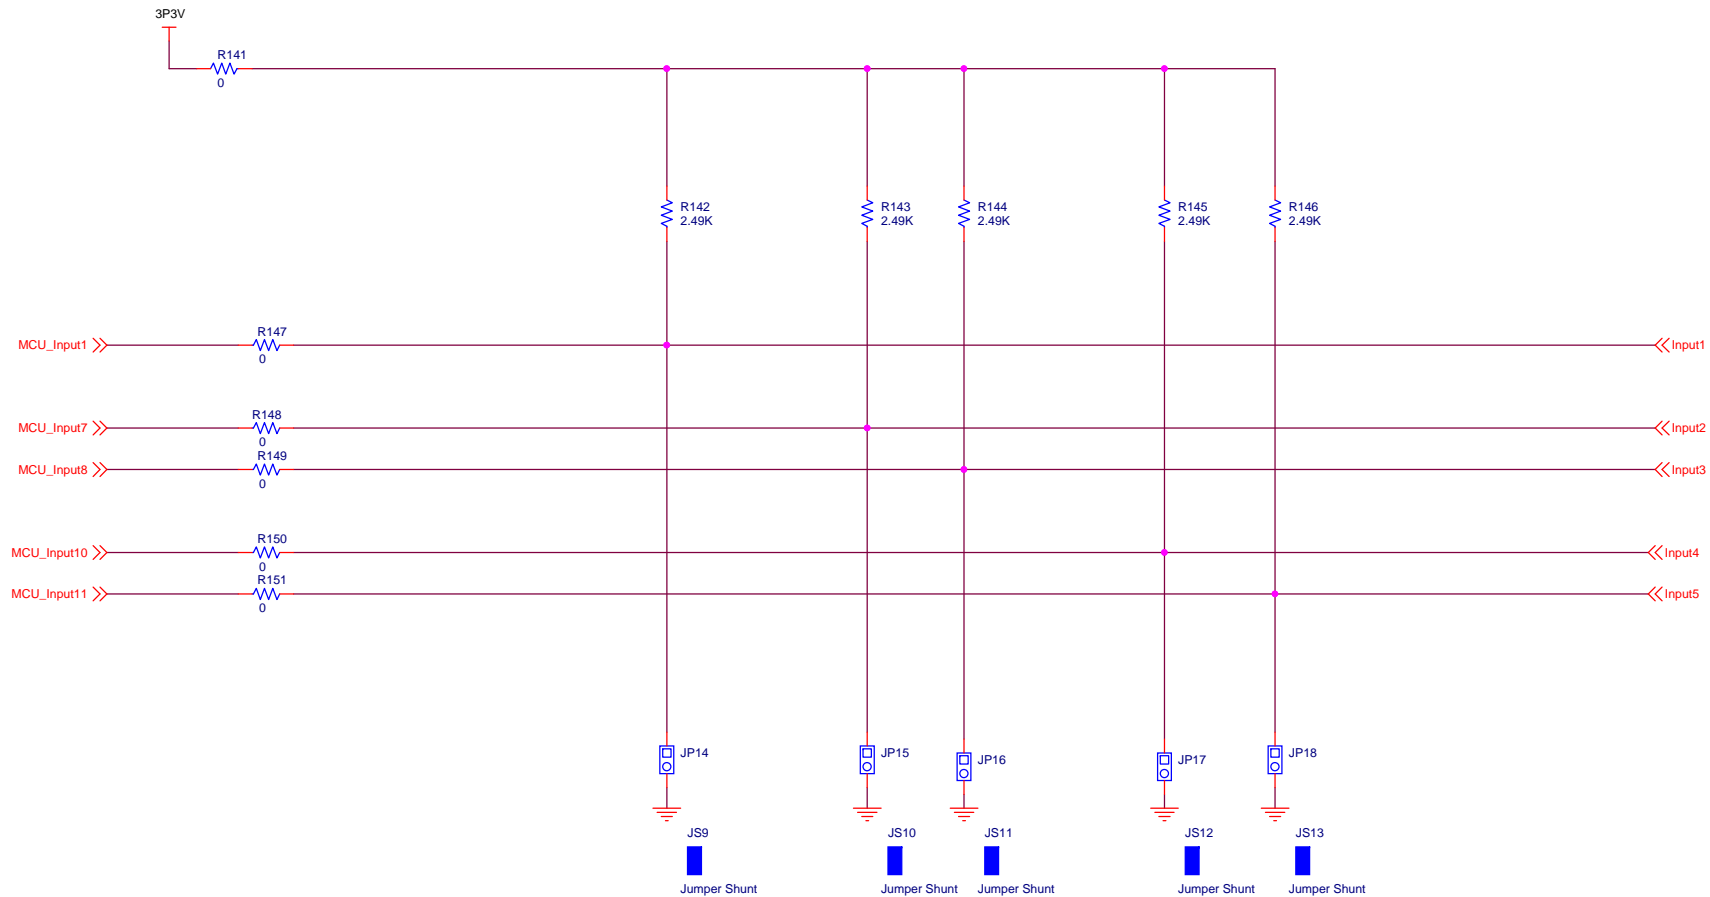 3P3V
R141
0
R142
2.49K
R143
2.49K
R144
2.49K
R145
2.49K
R146
2.49K
MCU_Input1
R147
0
Input1
MCU_Input7
R148
0
Input2
MCU_Input8
R149
0
Input3
MCU_Input10
R150
0
Input4
MCU_Input11
R151
0
Input5
JP14
JP15
JP16
JP17
JP18
JS9
JS10
JS11
JS12
JS13
Jumper Shunt
Jumper Shunt
Jumper Shunt
Jumper Shunt
Jumper Shunt